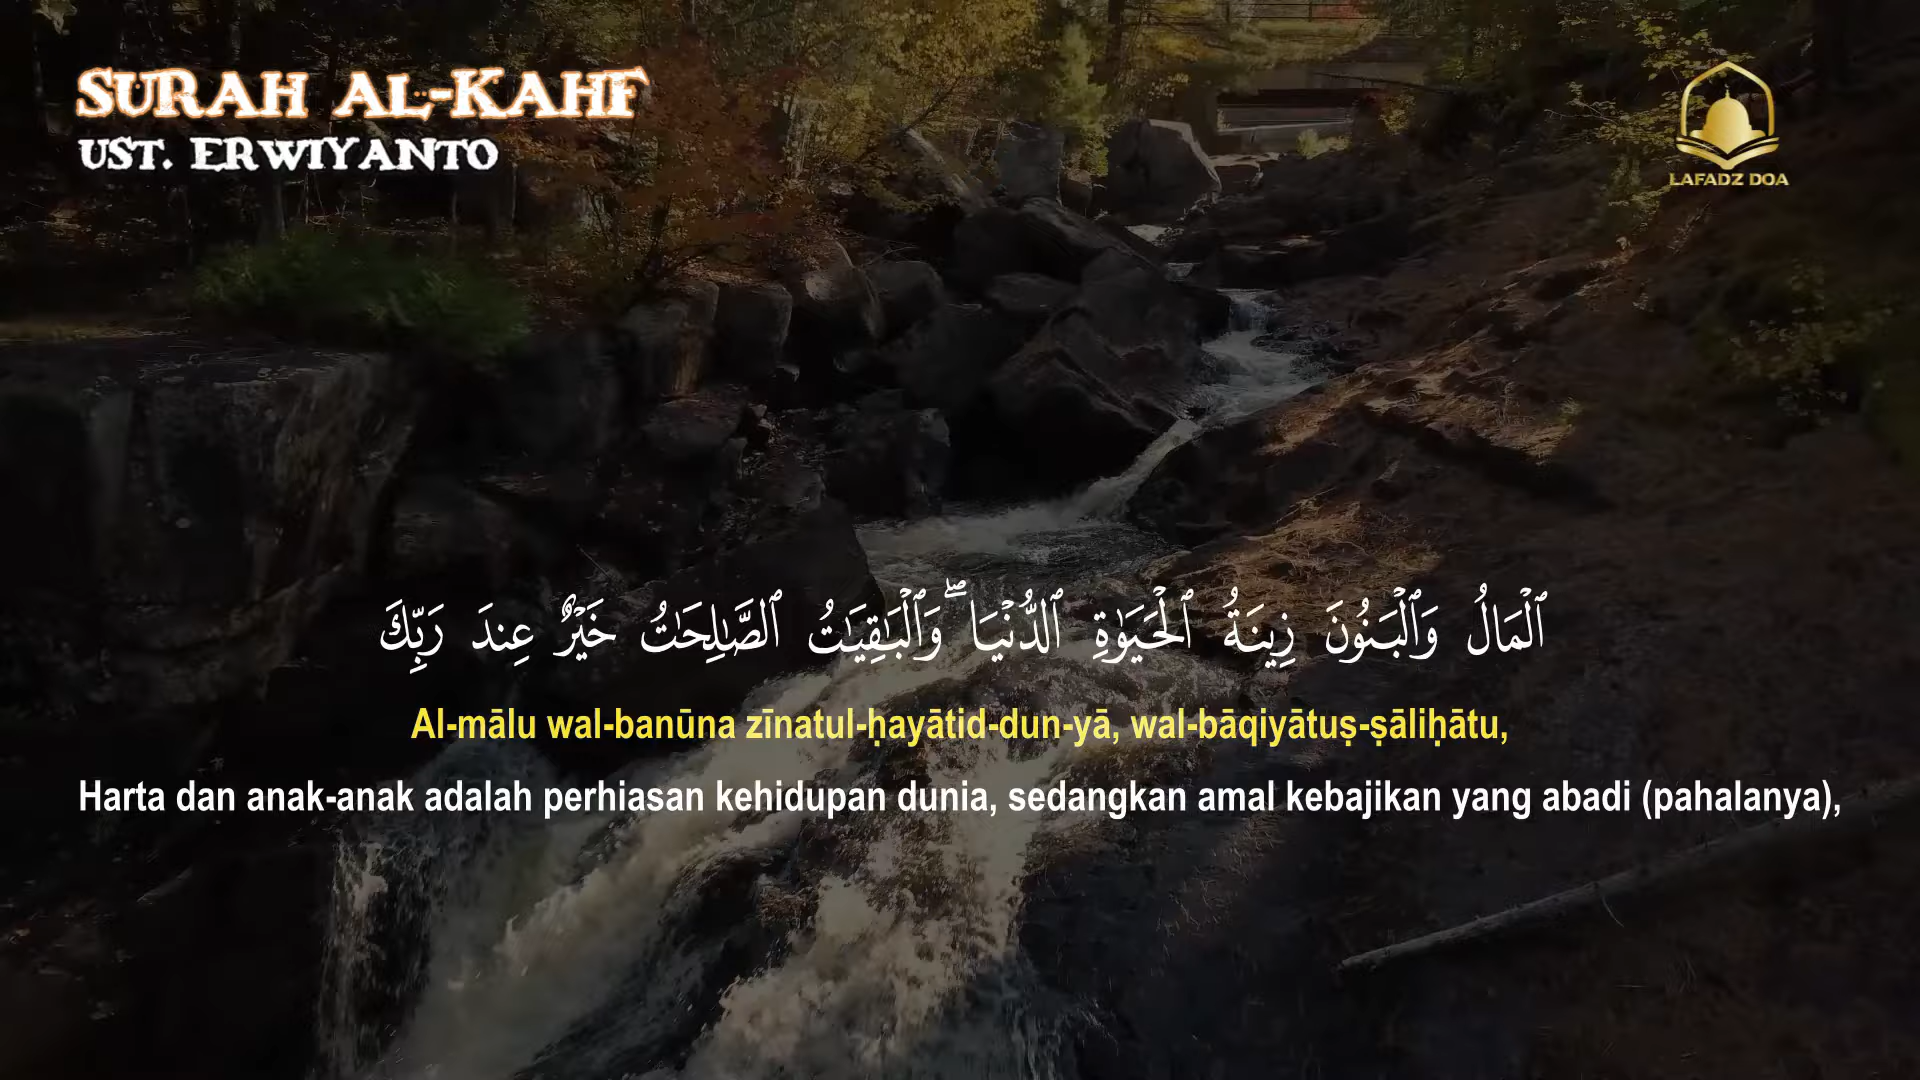 SURAH AL-KAHF
UST. ERWIYANTO
LAFADZ DOA
ٱلْمَالُ وَٱلْبَنُونَ زِينَةُ ٱلْحَيَوٰةِ ٱلدُّنْيَا ۖ وَٱلْبَـٰقِيَـٰتُ ٱلصَّـٰلِحَـٰتُ خَيْرٌ عِندَ رَبِّكَ
Al-mālu wal-banūna zīnatul-ḥayātid-dun-yā, wal-bāqiyātuṣ-ṣāliḥātu,
Harta dan anak-anak adalah perhiasan kehidupan dunia, sedangkan amal kebajikan yang abadi (pahalanya),